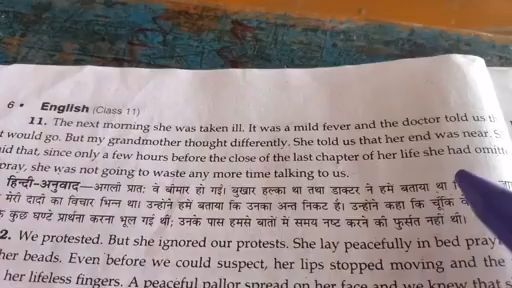 6 • English (Class 11)
11. The next morning she was taken ill. It was a mild fever and the doctor told us
would go. But my grandmother thought differently. She told us that her end was near.
that, since only a few hours before the close of the last chapter of her life she had
pray, she was not going to waste any more time talking to us.
हिन्दी-अनुवाद—अगली प्रातः वे बीमार हो गईं। बुखार हल्का था तथा डाक्टर ने हमें बताया था
मेरी दादी का विचार भिन्न था। उन्होंने हमें बताया कि उनका अन्त निकट है। उन्होंने कहा कि चूँकि
कुछ घण्टे प्रार्थना करना भूल गई थीं; उनके पास हमसे बातों में समय नष्ट करने की फुर्सत नहीं थी।
2. We protested. But she ignored our protests. She lay peacefully in bed
her beads. Even before we could suspect, her lips stopped moving and the
her lifeless fingers. A peaceful pallor spread on her face and we knew that